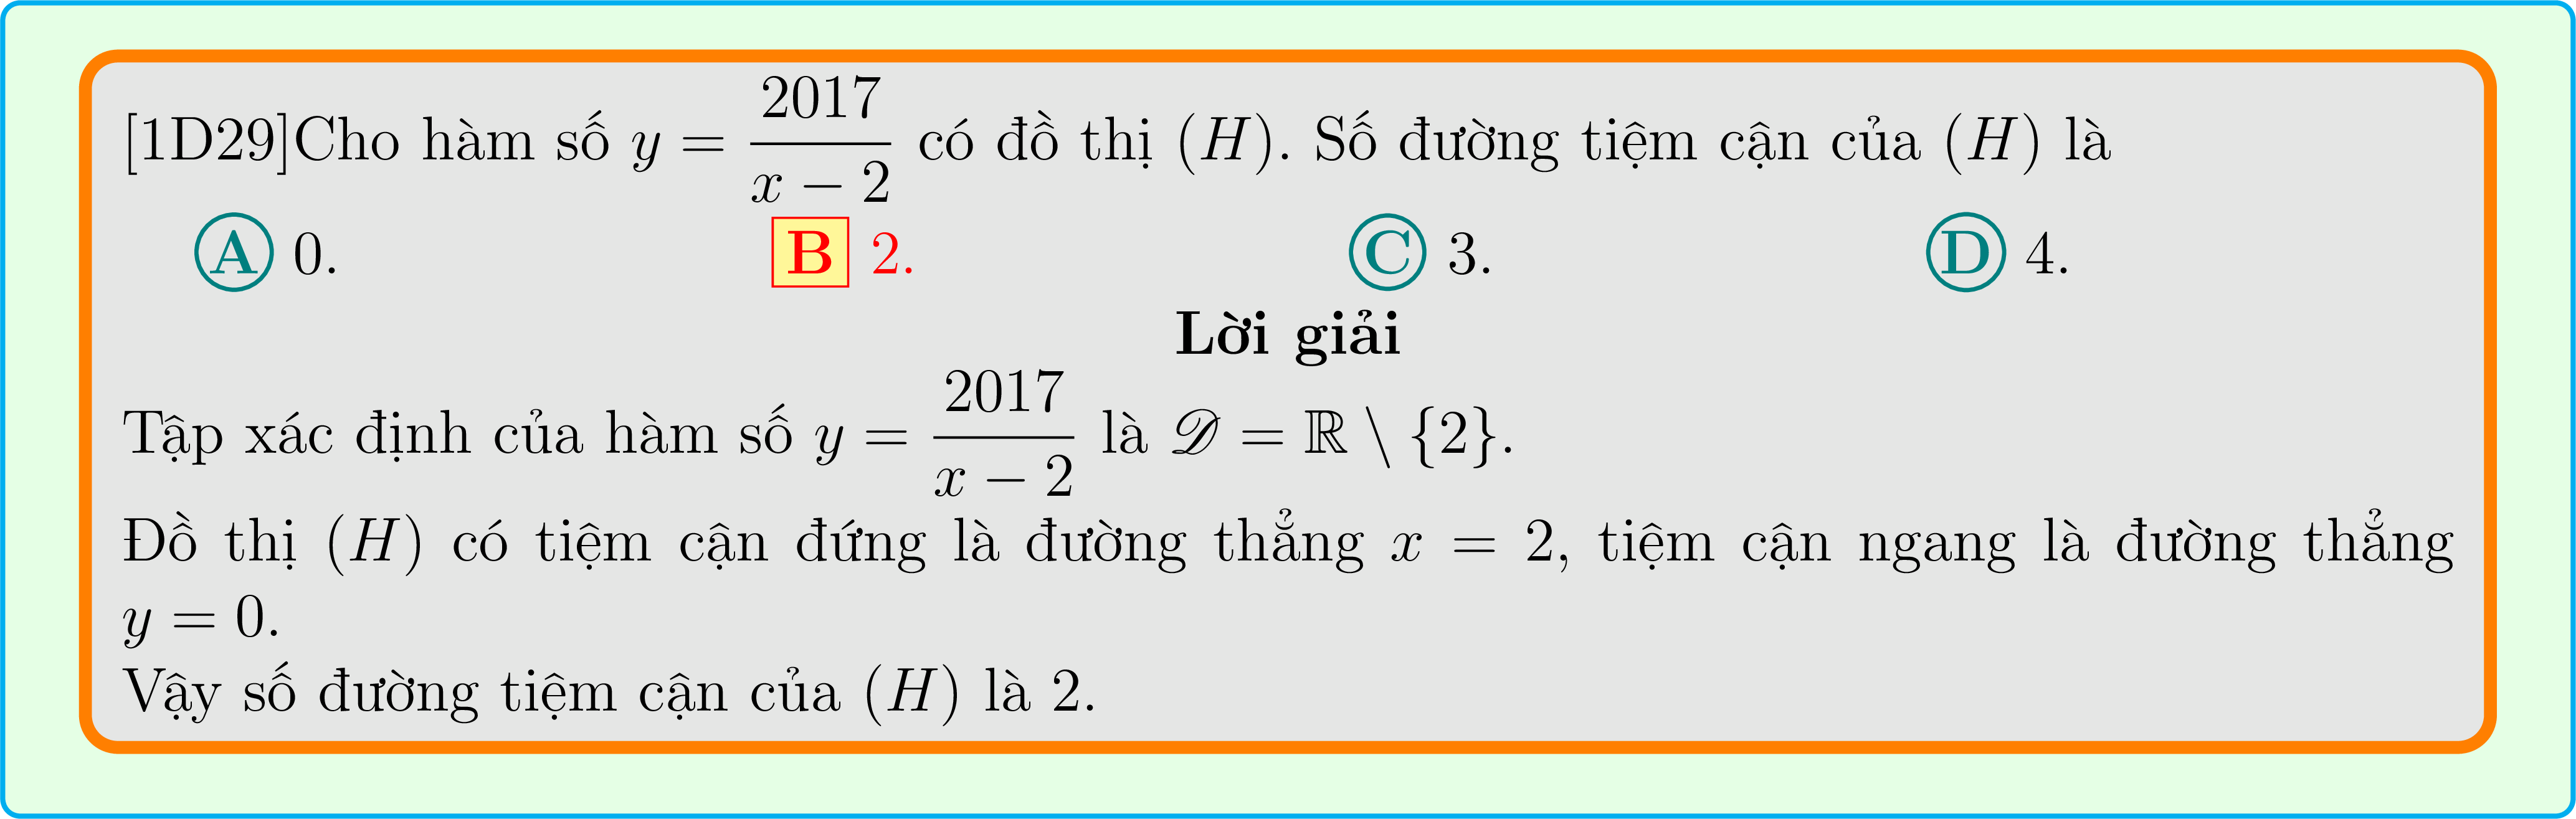 [1D29]Cho hàm số $y = \dfrac{2017}{x-2}$ có đồ thị $(H)$. Số đường tiệm cận của $(H)$ là
A 0. B 2. C 3. D 4.
Lời giải
Tập xác định của hàm số $y = \dfrac{2017}{x-2}$ là $\mathscr{D} = \mathbb{R} \setminus \{2\}$.
Đồ thị $(H)$ có tiệm cận đứng là đường thẳng $x = 2$, tiệm cận ngang là đường thẳng
$y = 0$.
Vậy số đường tiệm cận của $(H)$ là 2.